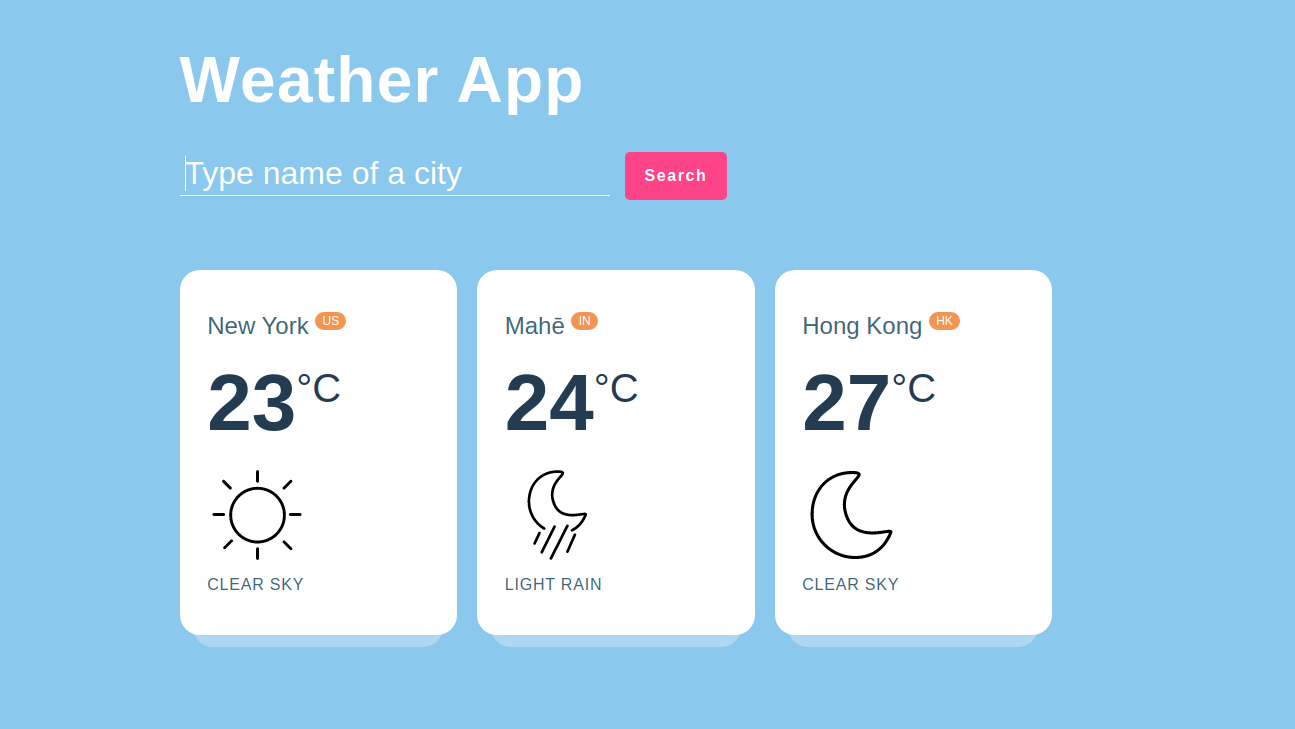 Weather App
Type name of a city
Search
New York US
23°C
CLEAR SKY
Mahē IN
24°C
LIGHT RAIN
Hong Kong HK
27°C
CLEAR SKY